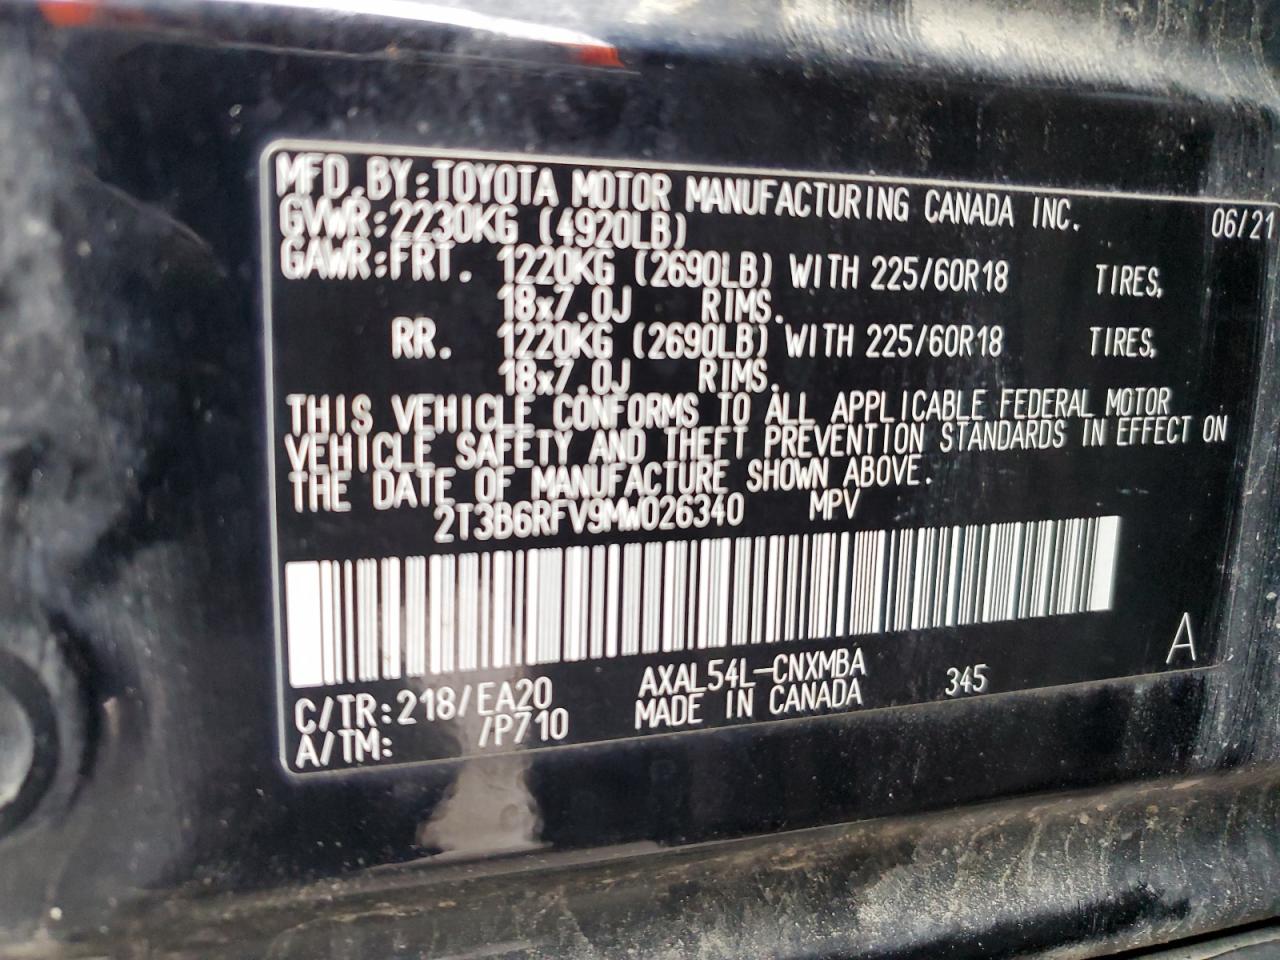 MFD.BY:TOYOTA MOTOR MANUFACTURING CANADA INC. 06/21
GVWR:2230KG (4920LB)
GAWR:FRT. 1220KG (2690LB) WITH 225/60R18 TIRES,
18x7.0J RIMS.
RR. 1220KG (2690LB) WITH 225/60R18 TIRES,
18x7.0J RIMS.
THIS VEHICLE CONFORMS TO ALL APPLICABLE FEDERAL MOTOR
VEHICLE SAFETY AND THEFT PREVENTION STANDARDS IN EFFECT ON
THE DATE OF MANUFACTURE SHOWN ABOVE.
2T3B6RFV9MW026340 MPV
A
C/TR:218/EA20 AXAL54L-CNXMBA 345
A/TM: /P710 MADE IN CANADA